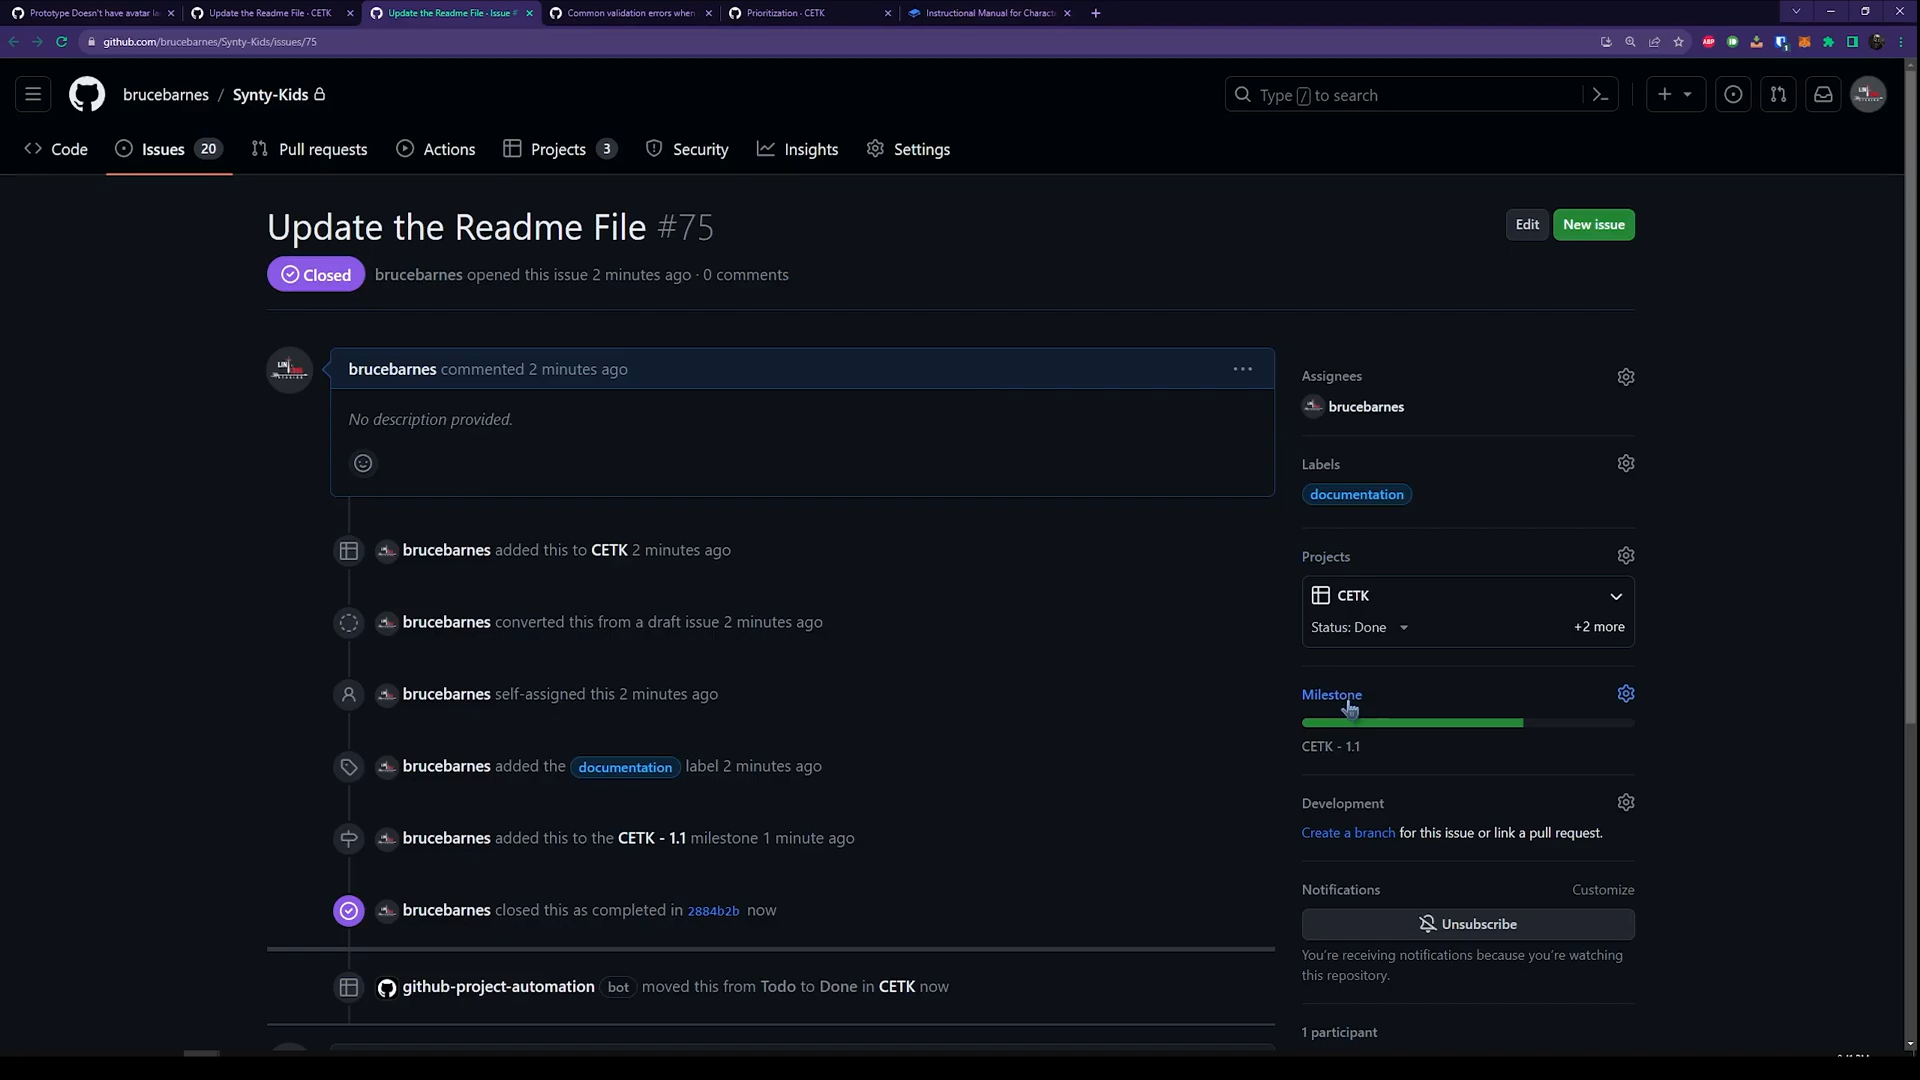 Prototype Doesn't have avatar la
Update the Readme File · CETK
Update the Readme File · Issue #
Common validation errors when
Prioritization · CETK
Instructional Manual for Charact
github.com/brucebarnes/Synty-Kids/issues/75
brucebarnes / Synty-Kids
Type / to search
Code
Issues 20
Pull requests
Actions
Projects 3
Security
Insights
Settings
Update the Readme File #75
Edit
New issue
Closed
brucebarnes opened this issue 2 minutes ago · 0 comments
brucebarnes commented 2 minutes ago
No description provided.
brucebarnes added this to CETK 2 minutes ago
brucebarnes converted this from a draft issue 2 minutes ago
brucebarnes self-assigned this 2 minutes ago
brucebarnes added the documentation label 2 minutes ago
brucebarnes added this to the CETK - 1.1 milestone 1 minute ago
brucebarnes closed this as completed in 2884b2b now
github-project-automation bot moved this from Todo to Done in CETK now
Assignees
brucebarnes
Labels
documentation
Projects
CETK
Status: Done
+2 more
Milestone
CETK - 1.1
Development
Create a branch for this issue or link a pull request.
Notifications
Customize
Unsubscribe
You're receiving notifications because you're watching
this repository.
1 participant